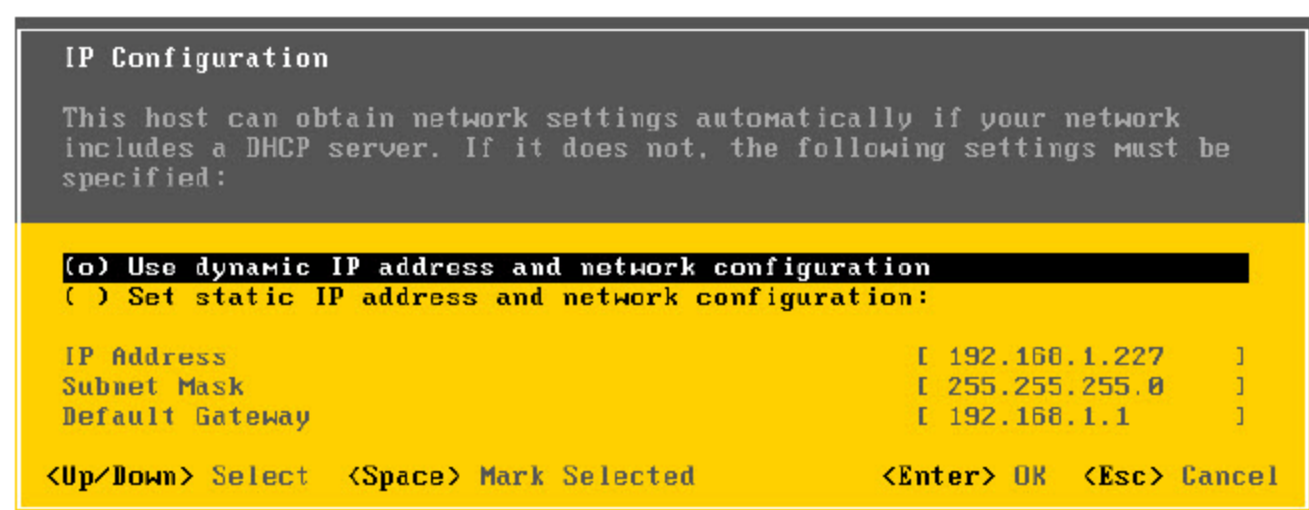 IP Configuration
This host can obtain network settings automatically if your network
includes a DHCP server. If it does not, the following settings must be
specified:
(o) Use dynamic IP address and network configuration
( ) Set static IP address and network configuration:
IP Address [ 192.168.1.227 ]
Subnet Mask [ 255.255.255.0 ]
Default Gateway [ 192.168.1.1 ]
<Up/Down> Select <Space> Mark Selected <Enter> OK <Esc> Cancel